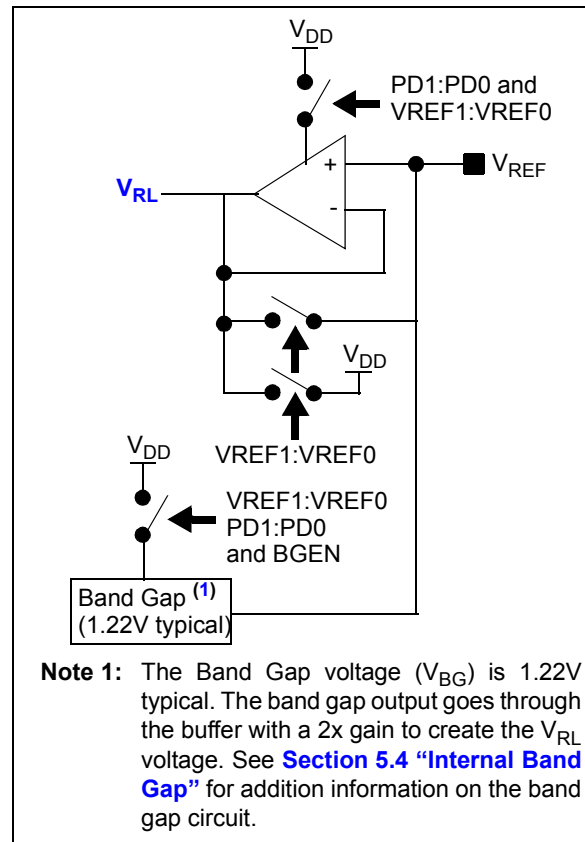 VDD
PD1:PD0 and
VREF1:VREF0
+
VREF
VRL
-
VDD
VREF1:VREF0
VDD
VREF1:VREF0
PD1:PD0
and BGEN
Band Gap (1)
(1.22V typical)
Note 1: The Band Gap voltage (VBG) is 1.22V
typical. The band gap output goes through
the buffer with a 2x gain to create the VRL
voltage. See Section 5.4 “Internal Band
Gap” for addition information on the band
gap circuit.